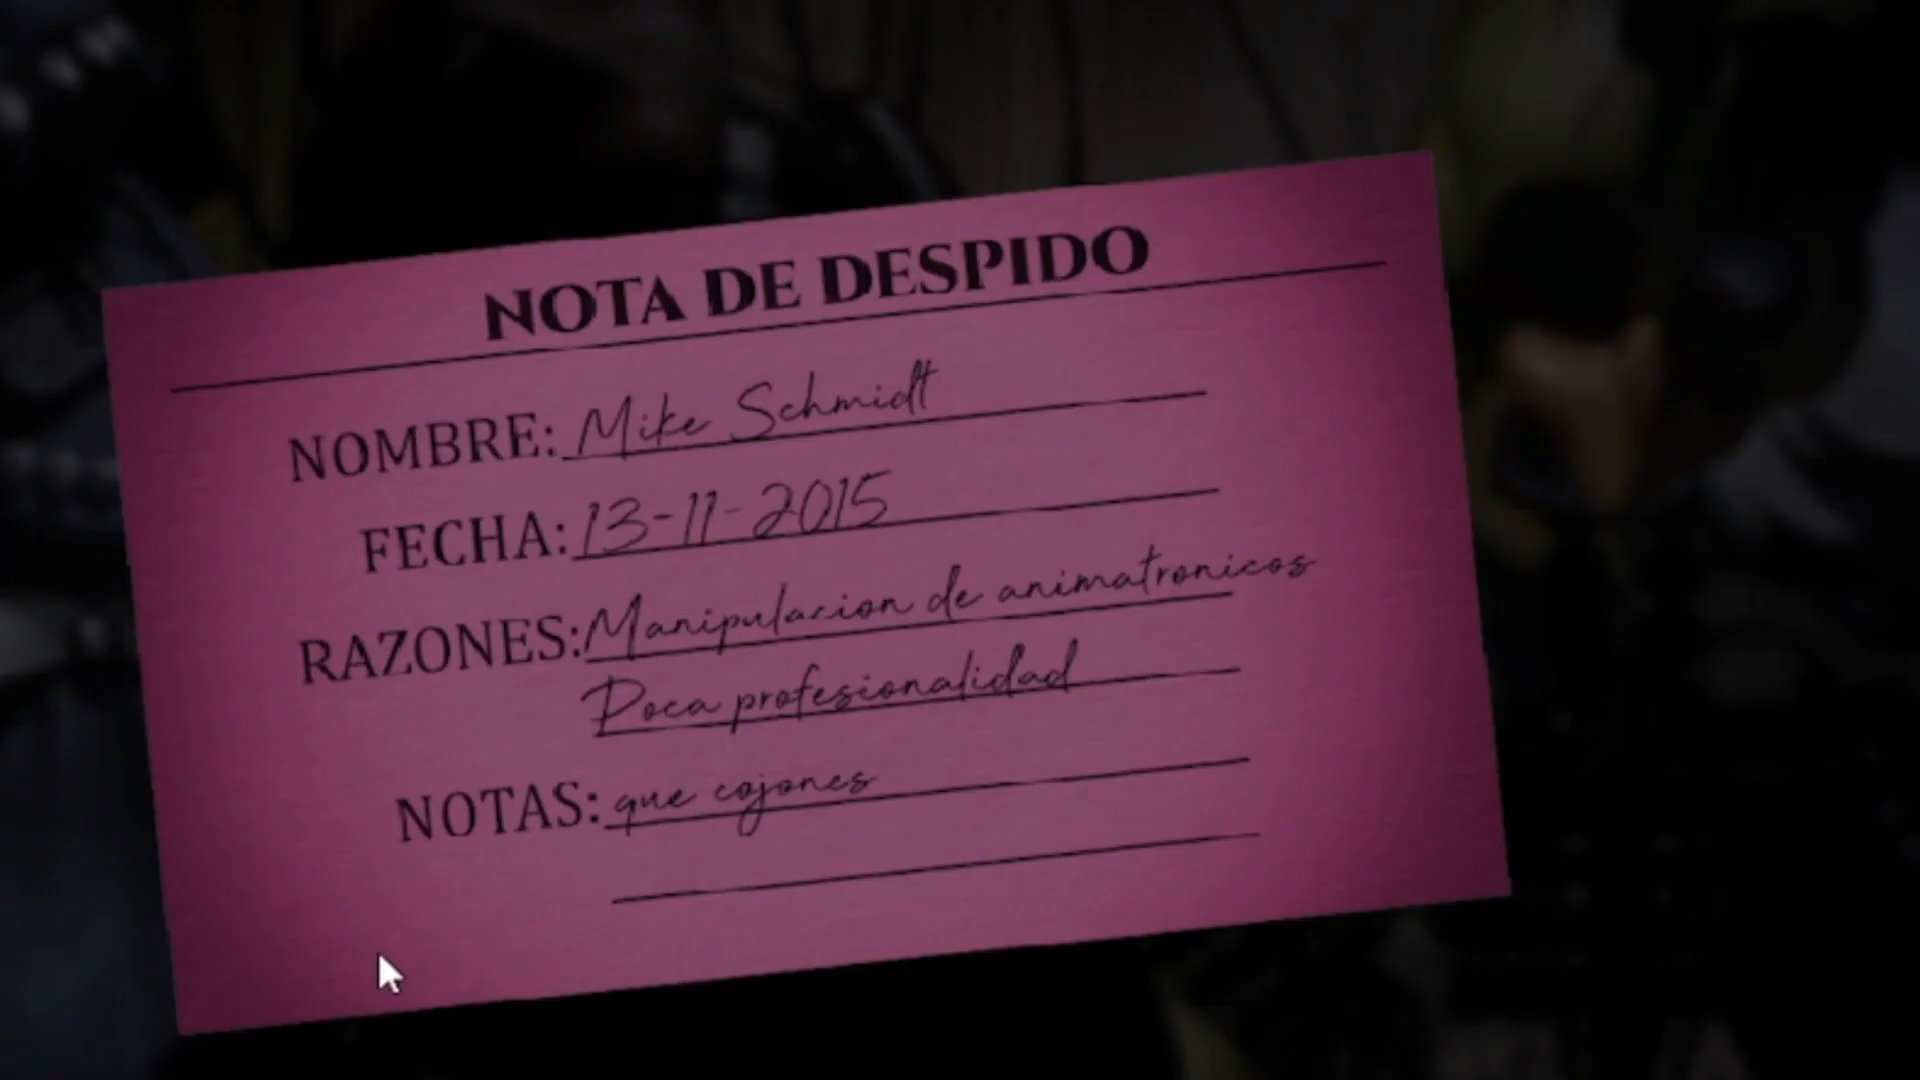 NOTA DE DESPIDO
NOMBRE: Mike Schmidt
FECHA: 13-11-2015
RAZONES: Manipulacion de animatronicos
Poca profesionalidad
NOTAS: que cojones